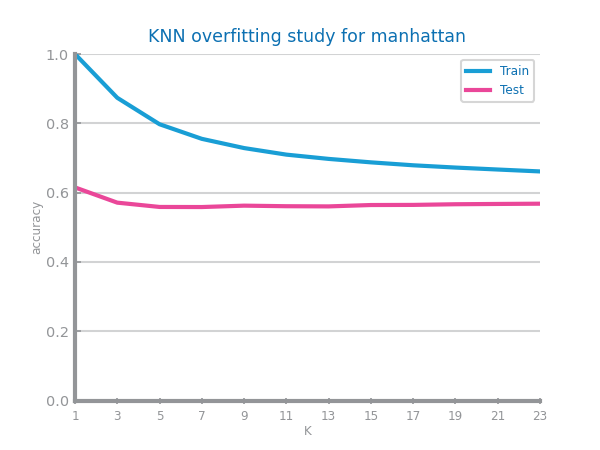 KNN overfitting study for manhattan
Train
Test
1.0
0.8
0.6
0.4
0.2
0.0
accuracy
1 3 5 7 9 11 13 15 17 19 21 23
K